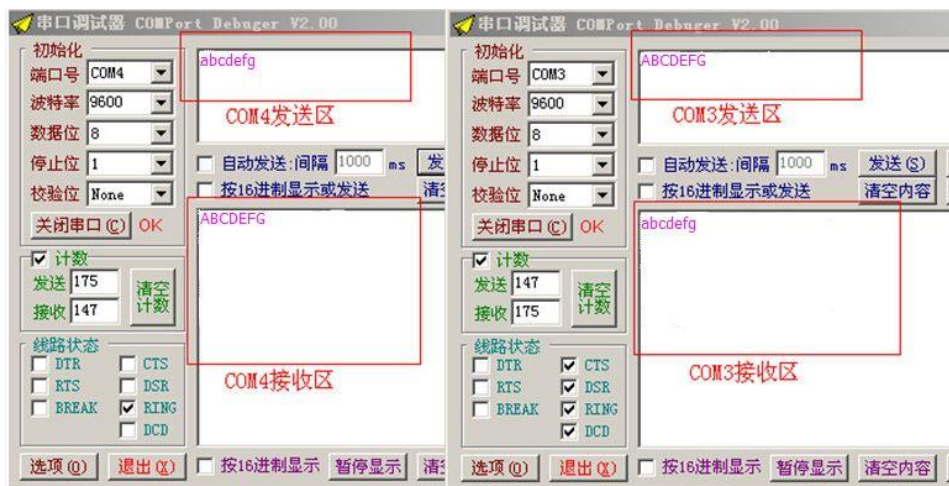 串口调试器 COMPort Debuger V2.00
初始化
端口号 COM4
波特率 9600
数据位 8
停止位 1
校验位 None
关闭串口(C) OK
计数
发送 175
接收 147
清空计数
线路状态
DTR CTS
RTS DSR
BREAK RING
DCD
选项(O) 退出(X)
abcdefg
COM4发送区
自动发送:间隔 1000 ms 发
按16进制显示或发送 清
ABCDEFG
COM4接收区
按16进制显示 暂停显示 清
串口调试器 COMPort Debuger V2.00
初始化
端口号 COM3
波特率 9600
数据位 8
停止位 1
校验位 None
关闭串口(C) OK
计数
发送 147
接收 175
清空计数
线路状态
DTR CTS
RTS DSR
BREAK RING
DCD
选项(O) 退出(X)
ABCDEFG
COM3发送区
自动发送:间隔 1000 ms 发送(S)
按16进制显示或发送 清空内容
abcdefg
COM3接收区
按16进制显示 暂停显示 清空内容